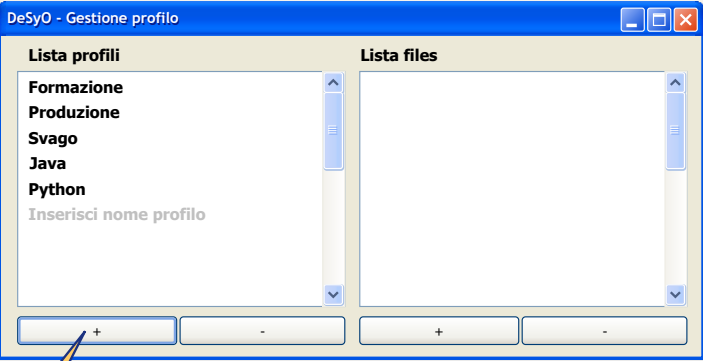 DeSyO - Gestione profilo
Lista profili
Formazione
Produzione
Svago
Java
Python
Inserisci nome profilo
+
-
Lista files
+
-